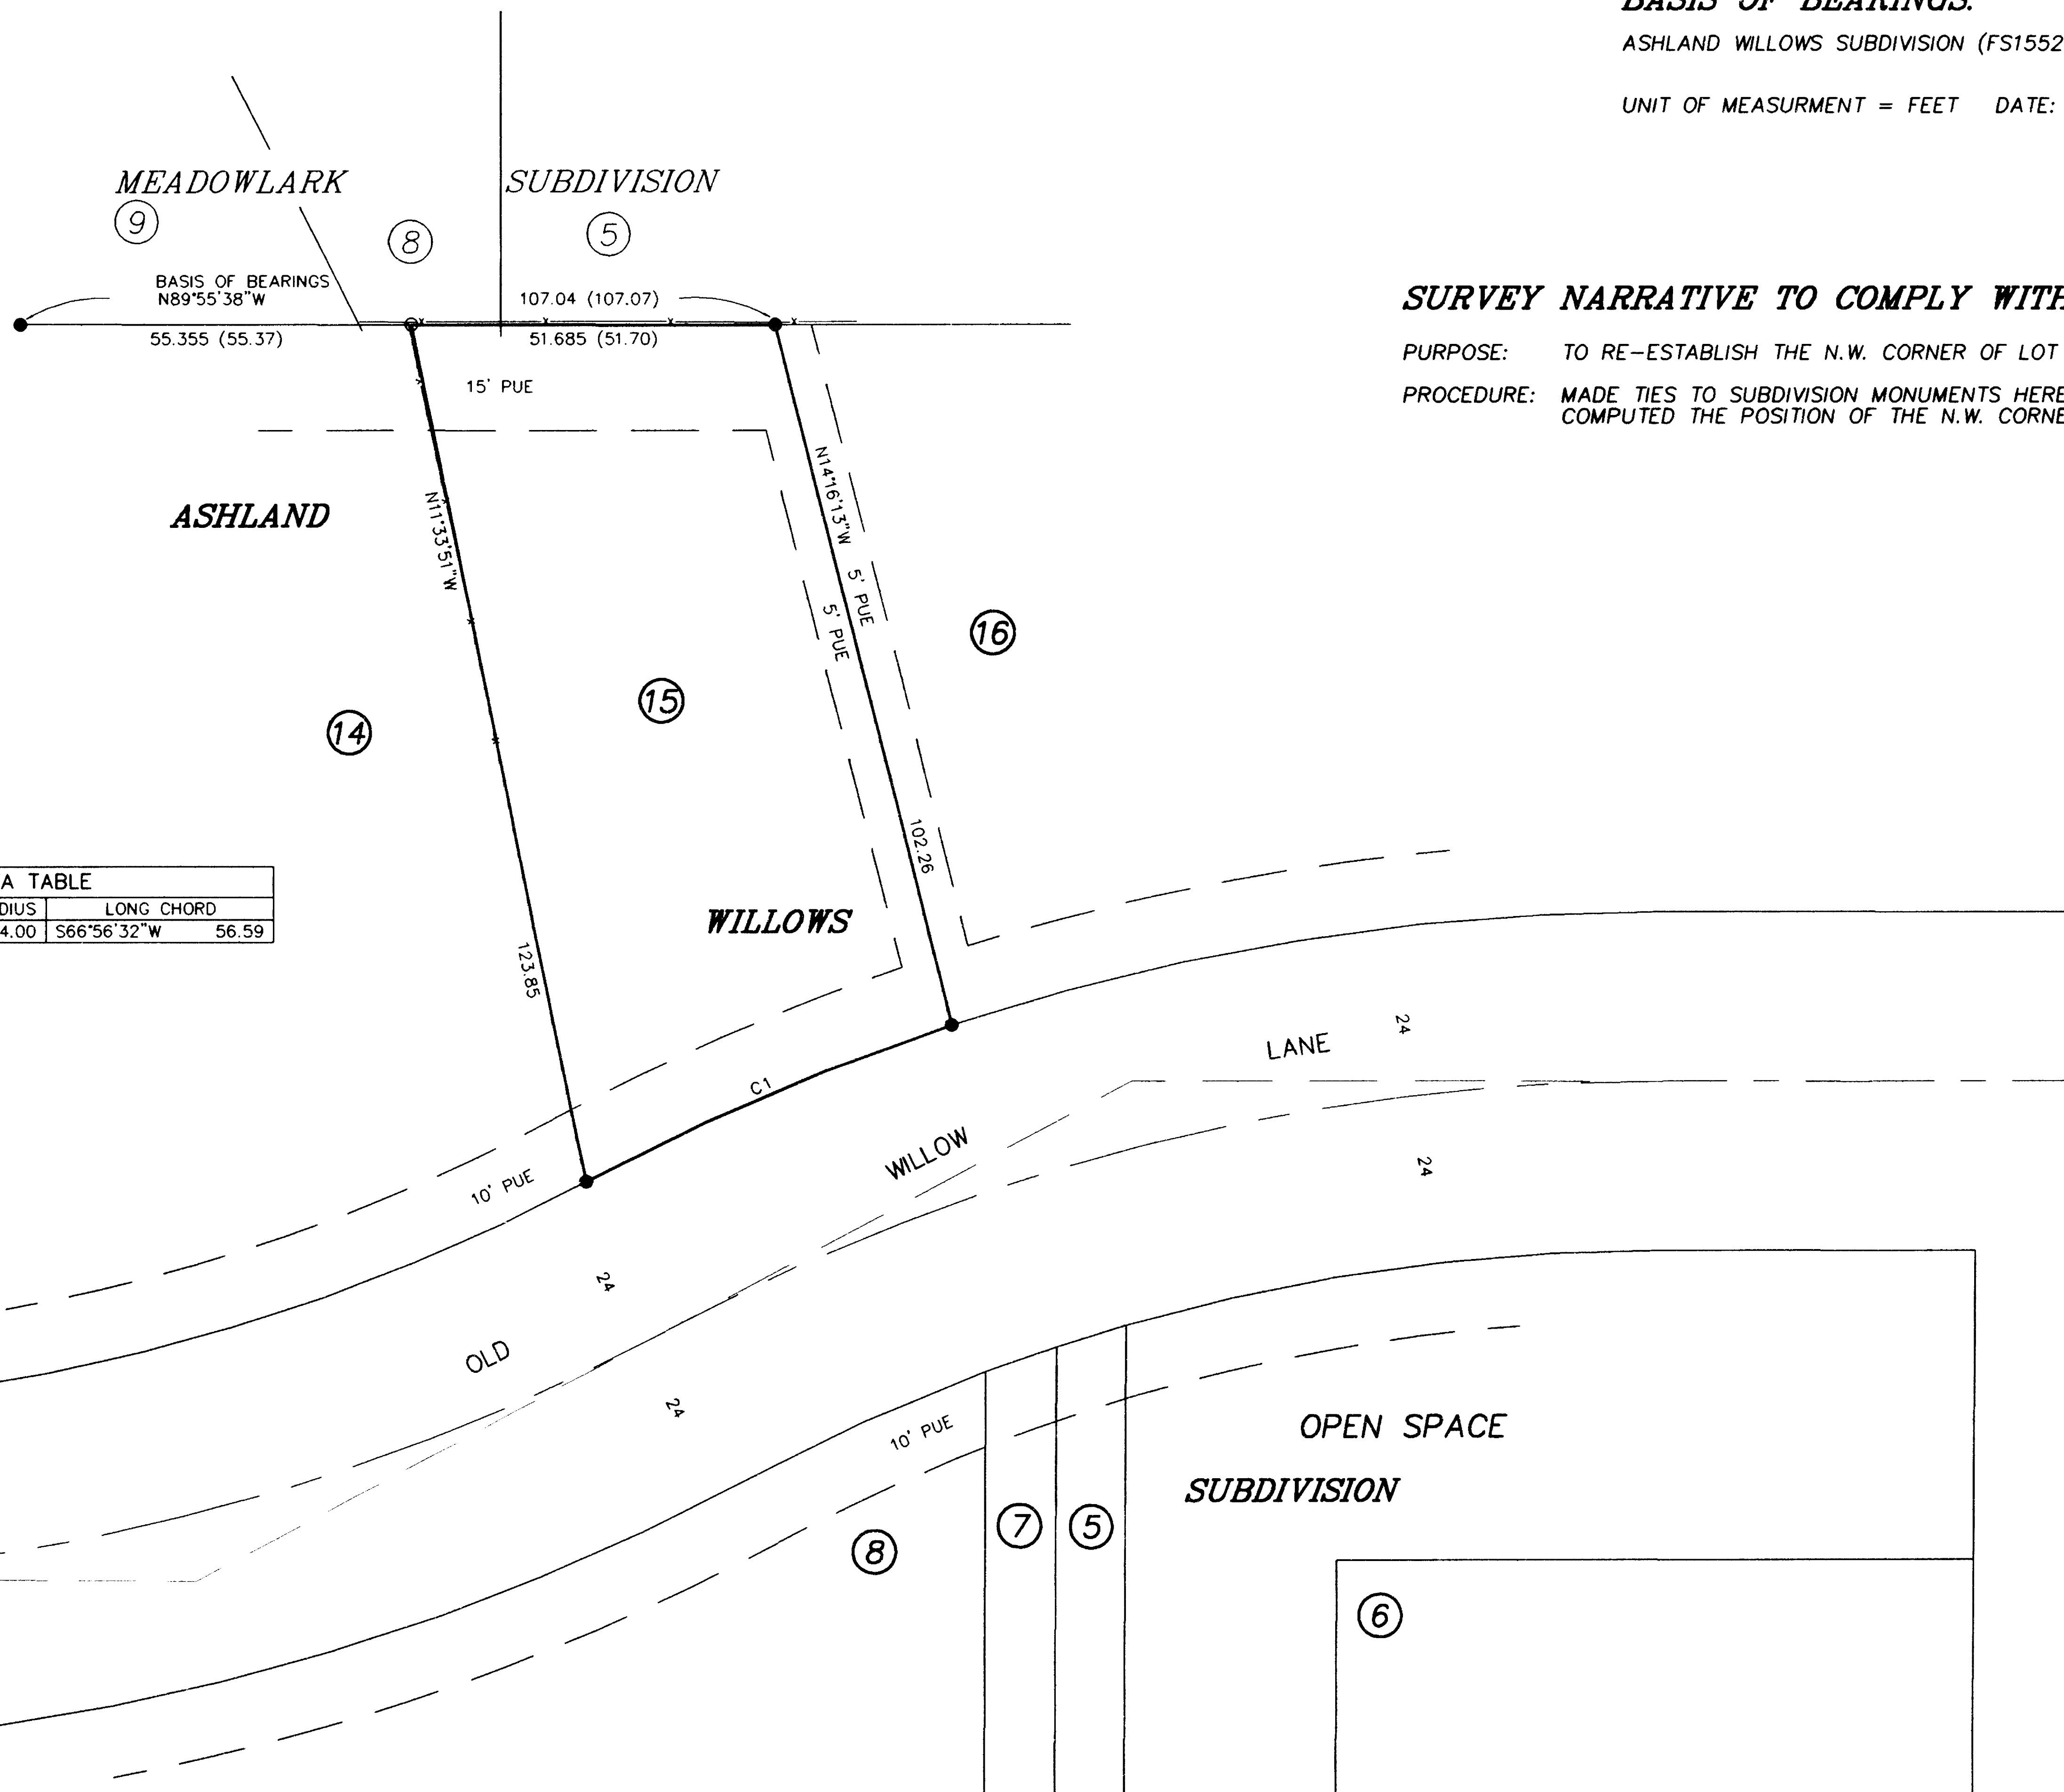 BASIS OF BEARINGS:
ASHLAND WILLOWS SUBDIVISION (FS1552
UNIT OF MEASURMENT = FEET DATE:
MEADOWLARK SUBDIVISION
9
8
5
BASIS OF BEARINGS
N89°55'38"W
107.04 (107.07)
55.355 (55.37)
51.685 (51.70)
SURVEY NARRATIVE TO COMPLY WITH
PURPOSE: TO RE-ESTABLISH THE N.W. CORNER OF LOT
PROCEDURE: MADE TIES TO SUBDIVISION MONUMENTS HERE
COMPUTED THE POSITION OF THE N.W. CORNE
15' PUE
ASHLAND
N11°33'51"W
N14°16'13"W
5' PUE
5' PUE
16
15
14
102.26
A TABLE
DIUS LONG CHORD
4.00 S66°56'32"W 56.59
WILLOWS
123.85
C1
LANE
24
WILLOW
24
10' PUE
24
OLD
24
10' PUE
OPEN SPACE
SUBDIVISION
8
7
5
6